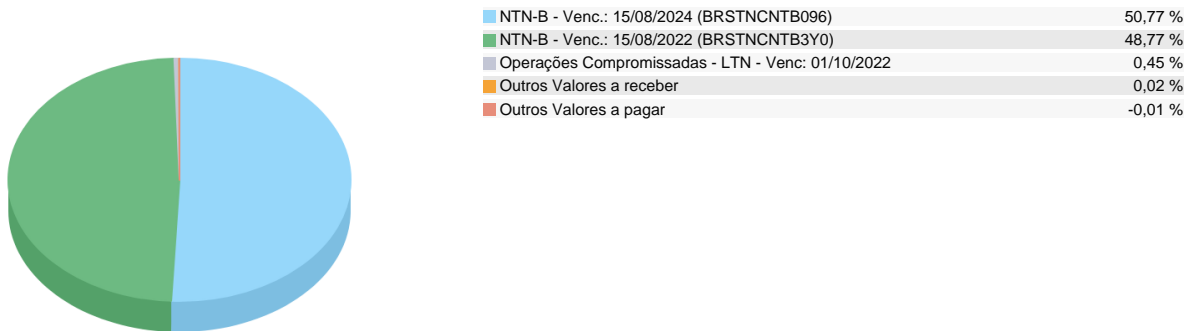 NTN-B - Venc.: 15/08/2024 (BRSTNCNTB096) 50,77 %
NTN-B - Venc.: 15/08/2022 (BRSTNCNTB3Y0) 48,77 %
Operações Compromissadas - LTN - Venc: 01/10/2022 0,45 %
Outros Valores a receber 0,02 %
Outros Valores a pagar -0,01 %